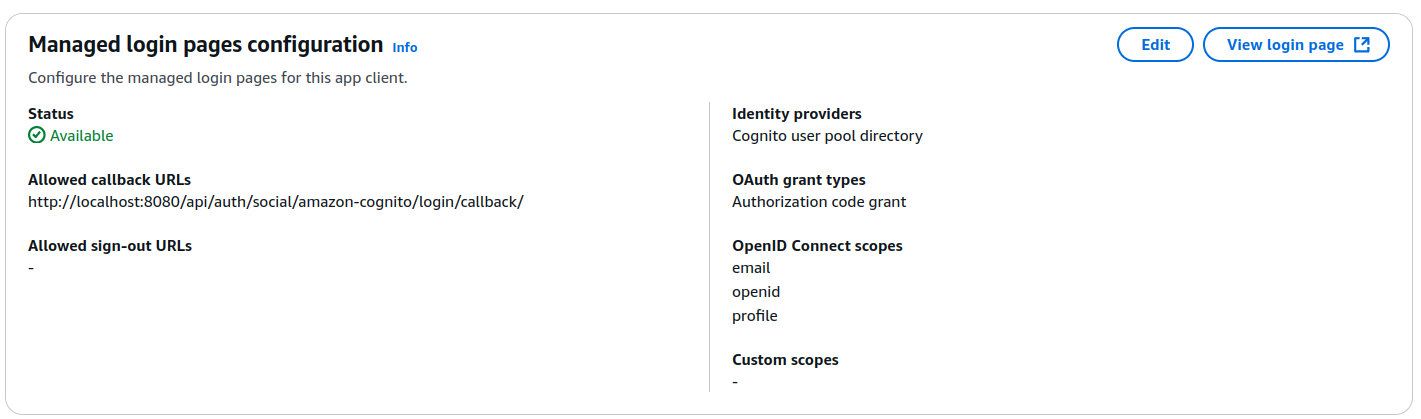 Managed login pages configuration Info
Edit
View login page
Configure the managed login pages for this app client.
Status
Available
Allowed callback URLs
http://localhost:8080/api/auth/social/amazon-cognito/login/callback/
Allowed sign-out URLs
-
Identity providers
Cognito user pool directory
OAuth grant types
Authorization code grant
OpenID Connect scopes
email
openid
profile
Custom scopes
-